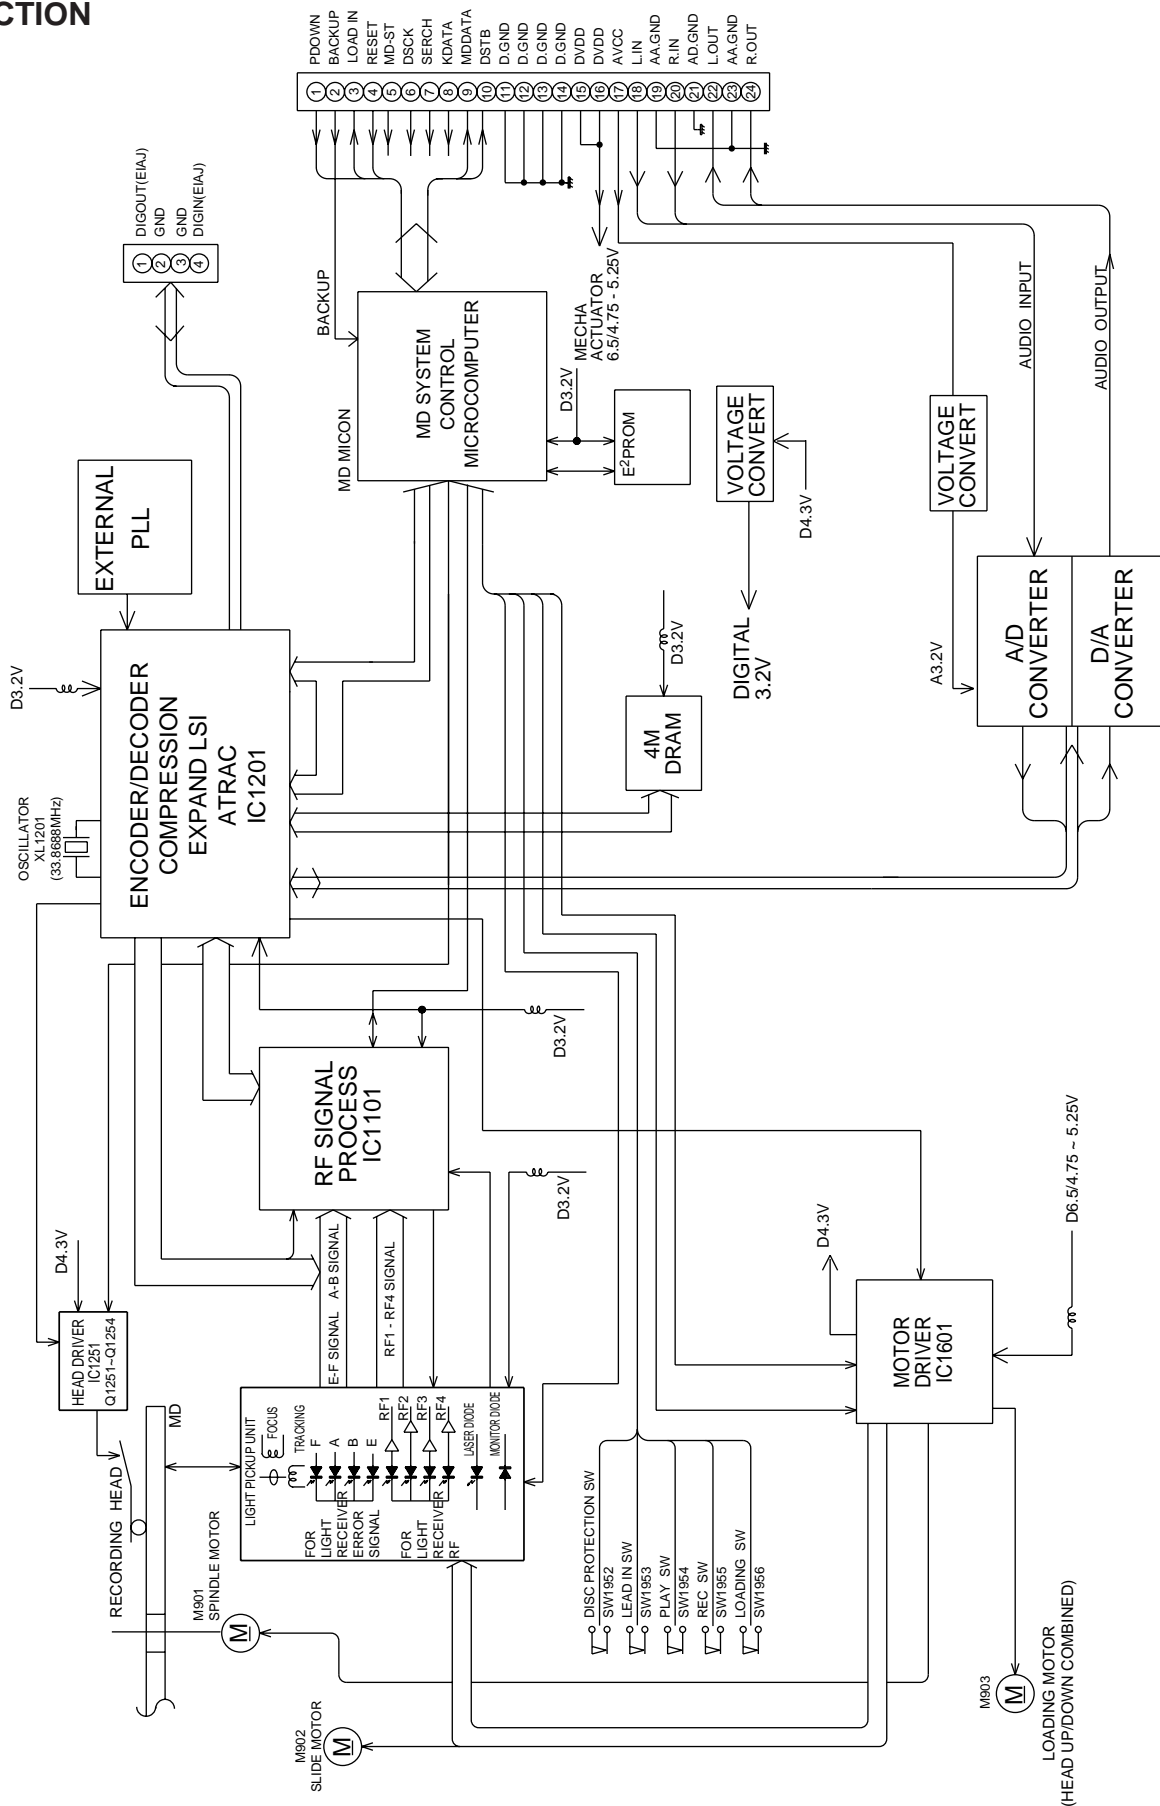 CTION
PDOWN
BACKUP
LOAD IN
RESET
MD-ST
DSCK
SERCH
KDATA
MDDATA
DSTB
D.GND
D.GND
D.GND
D.GND
DVDD
DVDD
AVCC
L.IN
AA.GND
R.IN
AD.GND
L.OUT
AA.GND
R.OUT
1
2
3
4
5
6
7
8
9
10
11
12
13
14
15
16
17
18
19
20
21
22
23
24
DIGOUT(EIAJ)
GND
GND
DIGIN(EIAJ)
1
2
3
4
BACKUP
MD MICON
MD SYSTEM
CONTROL
MICROCOMPUTER
MECHA
ACTUATOR
6.5/4.75 - 5.25V
D3.2V
E2PROM
VOLTAGE
CONVERT
D4.3V
DIGITAL
3.2V
AUDIO INPUT
AUDIO OUTPUT
VOLTAGE
CONVERT
A3.2V
A/D
CONVERTER
D/A
CONVERTER
EXTERNAL
PLL
D3.2V
OSCILLATOR
XL1201
(33.8688MHz)
ENCODER/DECODER
COMPRESSION
EXPAND LSI
ATRAC
IC1201
D3.2V
4M
DRAM
D3.2V
RF SIGNAL
PROCESS
IC1101
D3.2V
D4.3V
HEAD DRIVER
IC1251
Q1251~Q1254
E-F SIGNAL A-B SIGNAL
RF1 - RF4 SIGNAL
MD
RECORDING HEAD
LIGHT PICKUP UNIT
FOCUS
TRACKING
F
A
B
E
RF1
RF2
RF3
RF4
LASER DIODE
MONITOR DIODE
FOR
LIGHT
RECEIVER
ERROR
SIGNAL
FOR
LIGHT
RECEIVER
RF
M901
SPINDLE MOTOR
M
M902
SLIDE MOTOR
M
DISC PROTECTION SW
SW1952
LEAD IN SW
SW1953
PLAY SW
SW1954
REC SW
SW1955
LOADING SW
SW1956
D4.3V
MOTOR
DRIVER
IC1601
D6.5/4.75 ~ 5.25V
M903
M
LOADING MOTOR
(HEAD UP/DOWN COMBINED)